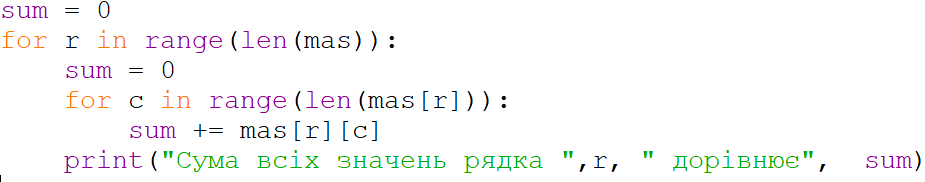 sum = 0
for r in range(len(mas)):
    sum = 0
    for c in range(len(mas[r])):
        sum += mas[r][c]
    print("Сума всіх значень рядка ",r, " дорівнює",  sum)